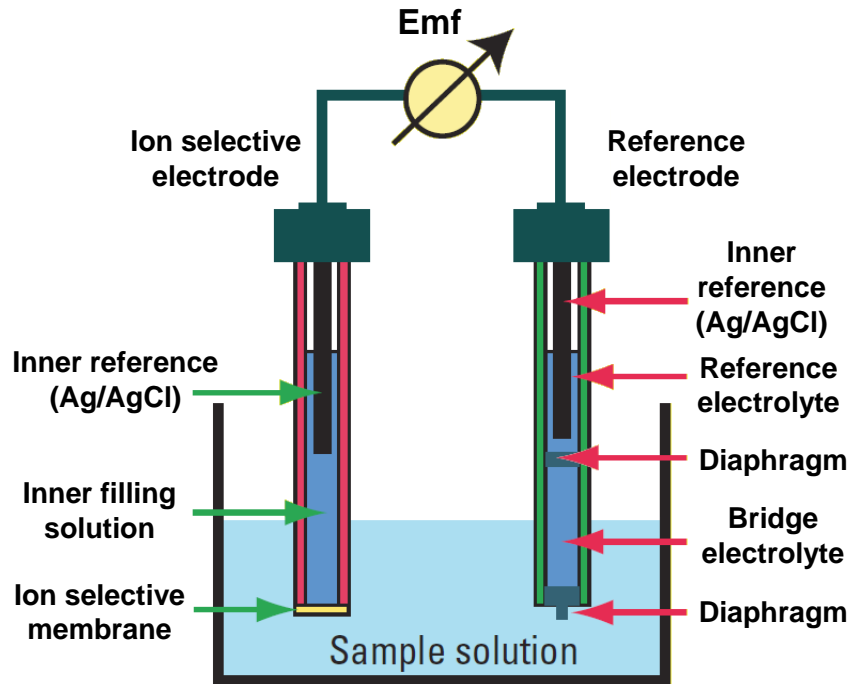 Emf
Ion selective
electrode
Reference
electrode
Inner
reference
(Ag/AgCl)
Inner reference
(Ag/AgCl)
Reference
electrolyte
Diaphragm
Inner filling
solution
Bridge
electrolyte
Ion selective
membrane
Diaphragm
Sample solution